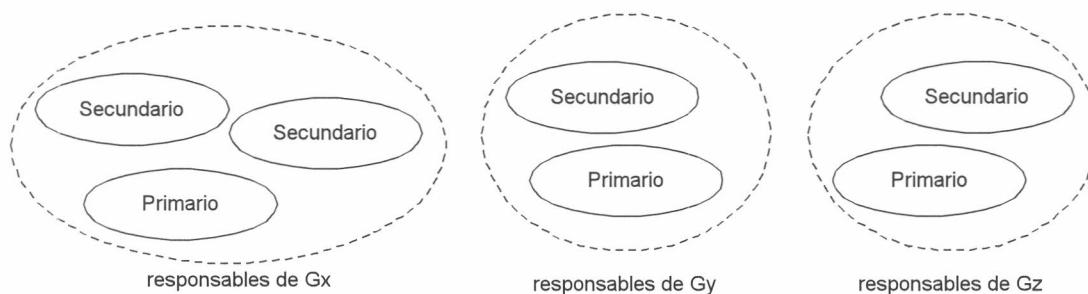 Secundario
Secundario
Primario
responsables de Gx
Secundario
Primario
responsables de Gy
Secundario
Primario
responsables de Gz